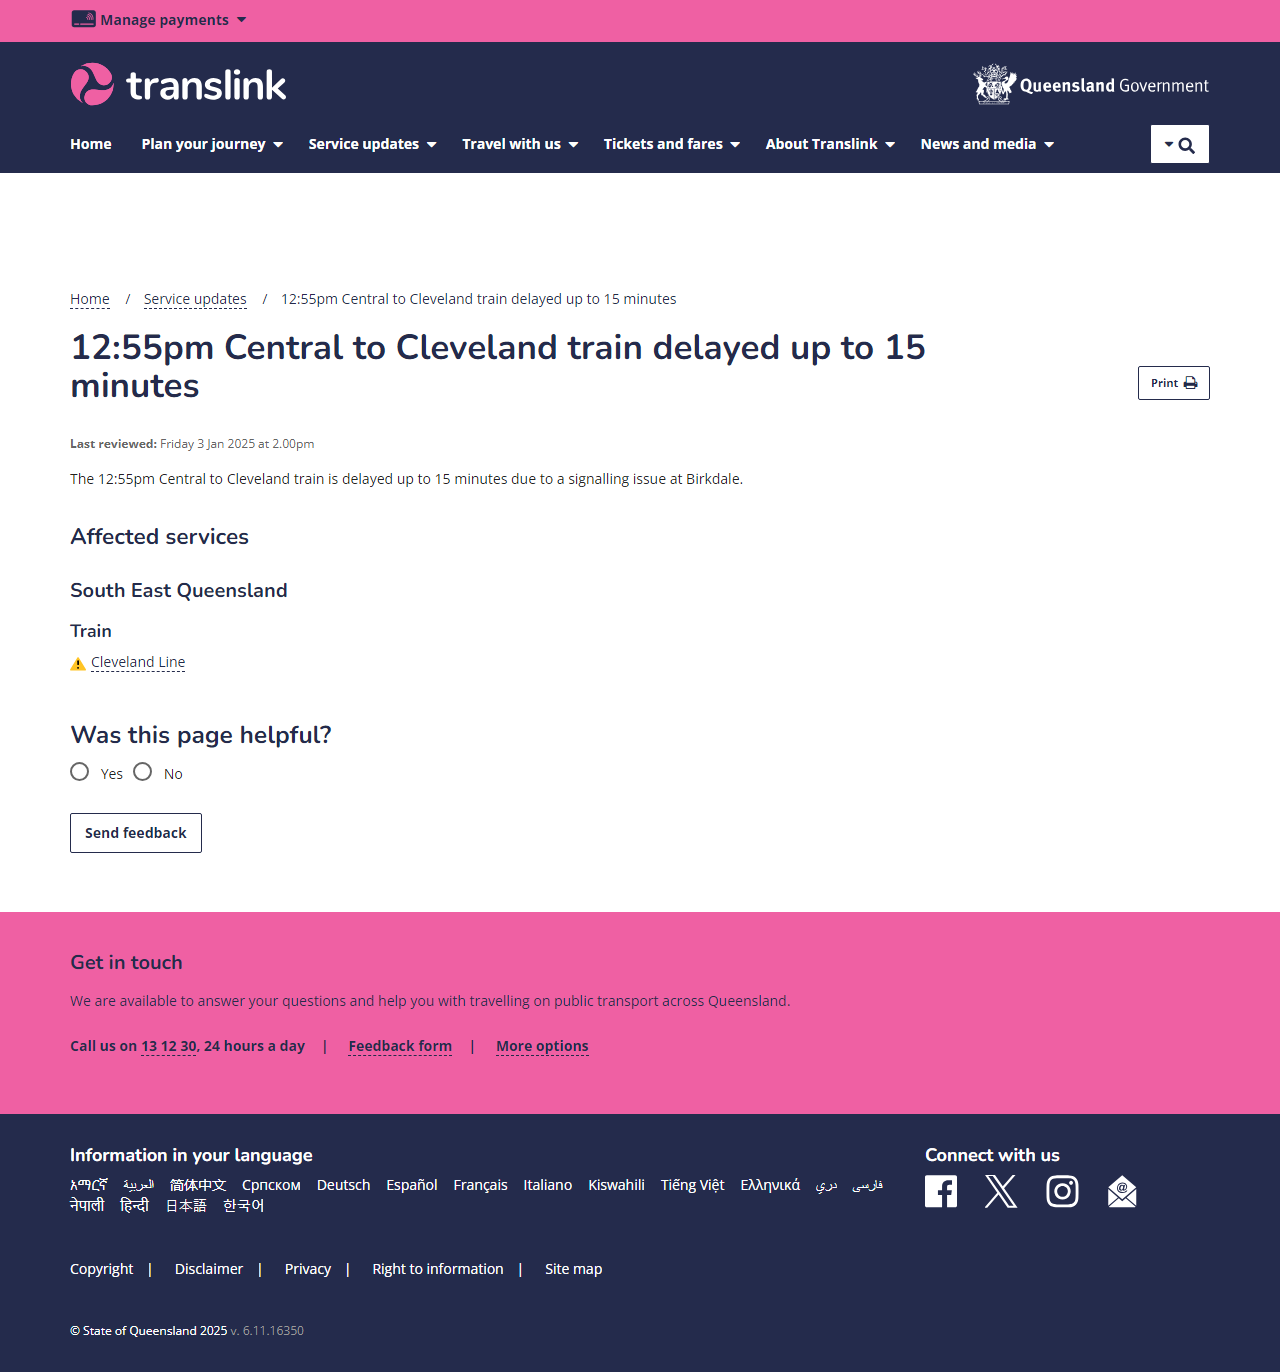 Manage payments
translink
Queensland Government
Home Plan your journey Service updates Travel with us Tickets and fares About Translink News and media
Home / Service updates / 12:55pm Central to Cleveland train delayed up to 15 minutes
12:55pm Central to Cleveland train delayed up to 15
minutes
Print
Last reviewed: Friday 3 Jan 2025 at 2.00pm
The 12:55pm Central to Cleveland train is delayed up to 15 minutes due to a signalling issue at Birkdale.
Affected services
South East Queensland
Train
Cleveland Line
Was this page helpful?
Yes No
Send feedback
Get in touch
We are available to answer your questions and help you with travelling on public transport across Queensland.
Call us on 13 12 30, 24 hours a day | Feedback form | More options
Information in your language
Connect with us
አማርኛ العربية 简体中文 Српском Deutsch Español Français Italiano Kiswahili Tiếng Việt Ελληνικά دري فارسی
नेपाली हिन्दी 日本語 한국어
Copyright | Disclaimer | Privacy | Right to information | Site map
© State of Queensland 2025 v. 6.11.16350